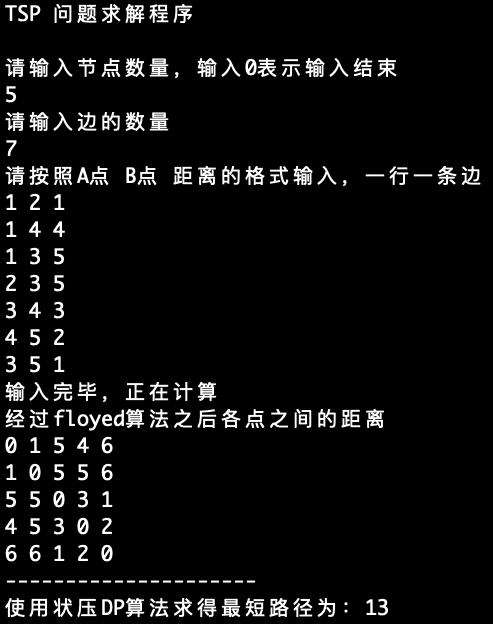 TSP 问题求解程序
请输入节点数量，输入0表示输入结束
5
请输入边的数量
7
请按照A点 B点 距离的格式输入，一行一条边
1 2 1
1 4 4
1 3 5
2 3 5
3 4 3
4 5 2
3 5 1
输入完毕，正在计算
经过floyed算法之后各点之间的距离
0 1 5 4 6
1 0 5 5 6
5 5 0 3 1
4 5 3 0 2
6 6 1 2 0
---------------------
使用状压DP算法求得最短路径为：13